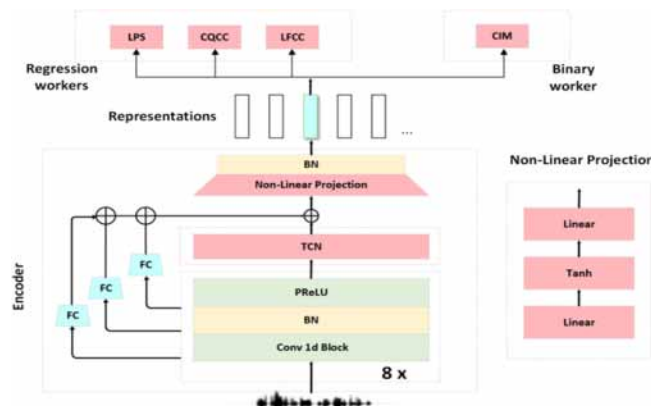 LPS
CQCC
LFCC
CIM
Regression
workers
Binary
worker
Representations
...
BN
Non-Linear Projection
TCN
FC
FC
FC
PReLU
BN
Conv 1d Block
8 x
Encoder
Non-Linear Projection
Linear
Tanh
Linear